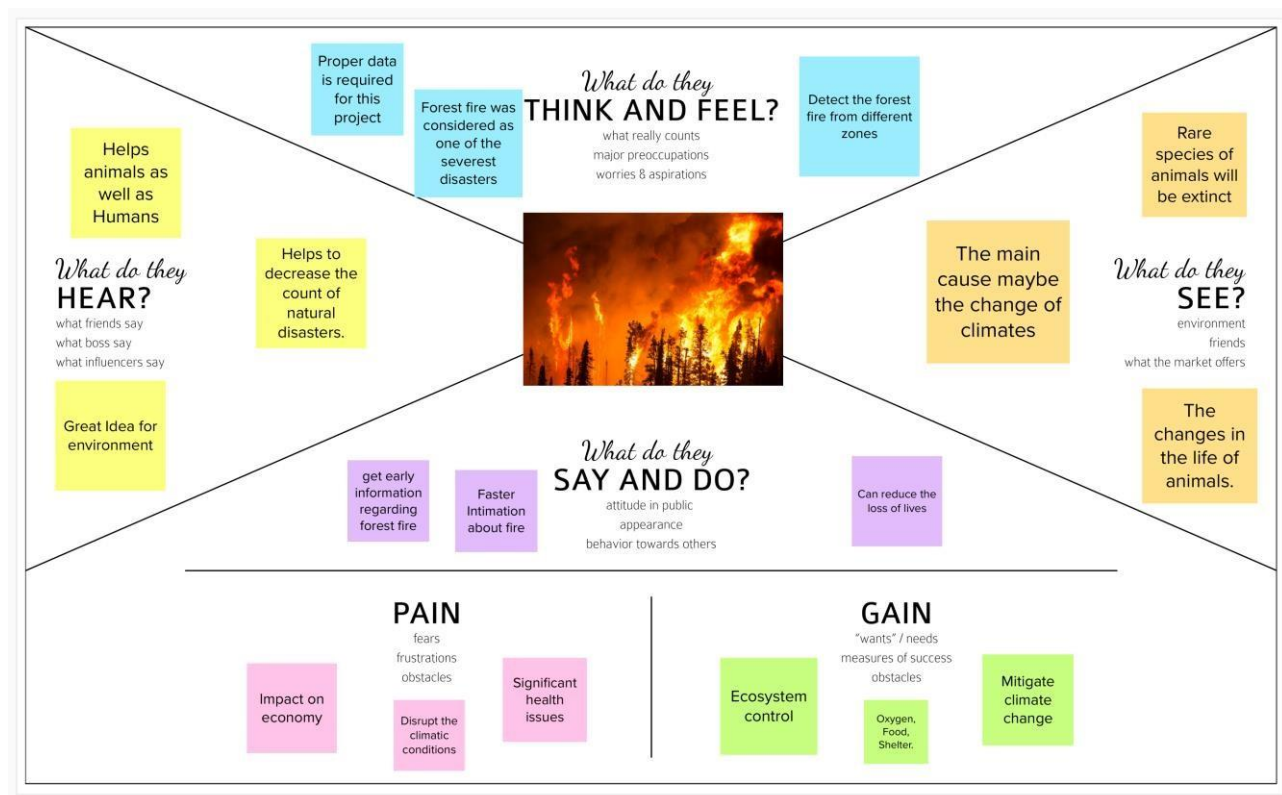 Proper data
is required
for this
project
Forest fire was
considered as
one of the
severest
disasters
What do they
THINK AND FEEL?
what really counts
major preoccupations
worries & aspirations
Detect the forest
fire from different
zones
Helps
animals as
well as
Humans
Helps to
decrease the
count of
natural
disasters.
What do they
HEAR?
what friends say
what boss say
what influencers say
Great Idea for
environment
Rare
species of
animals will
be extinct
The main
cause maybe
the change of
climates
What do they
SEE?
environment
friends
what the market offers
The
changes in
the life of
animals.
What do they
SAY AND DO?
attitude in public
appearance
behavior towards others
get early
information
regarding
forest fire
Faster
Intimation
about fire
Can reduce the
loss of lives
PAIN
fears
frustrations
obstacles
Impact on
economy
Disrupt the
climatic
conditions
Significant
health
issues
GAIN
"wants" / needs
measures of success
obstacles
Ecosystem
control
Oxygen,
Food,
Shelter.
Mitigate
climate
change